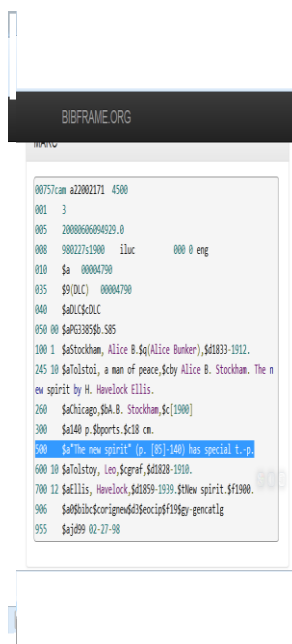 BIBFRAME.ORG
MARC
00757cam a22002171  4500
001   3
005   20080606094929.0
008   980227s1900   iluc         000 0 eng
010   $a  00004790
035   $9(DLC)  00004790
040   $aDLC$cDLC
050 00 $aPG3385$b.S85
100 1  $aStockham, Alice B.$q(Alice Bunker),$d1833-1912.
245 10 $aTolstoi, a man of peace,$cby Alice B. Stockham. The n
ew spirit by H. Havelock Ellis.
260   $aChicago,$bA.B. Stockham,$c[1900]
300   $a140 p.$bports.$c18 cm.
500   $a"The new spirit" (p. [85]-140) has special t.-p.
600 10 $aTolstoy, Leo,$cgraf,$d1828-1910.
700 12 $aEllis, Havelock,$d1859-1939.$tNew spirit.$f1900.
906   $a0$bibc$corignew$d3$eocip$f19$gy-gencatlg
955   $ajd99 02-27-98